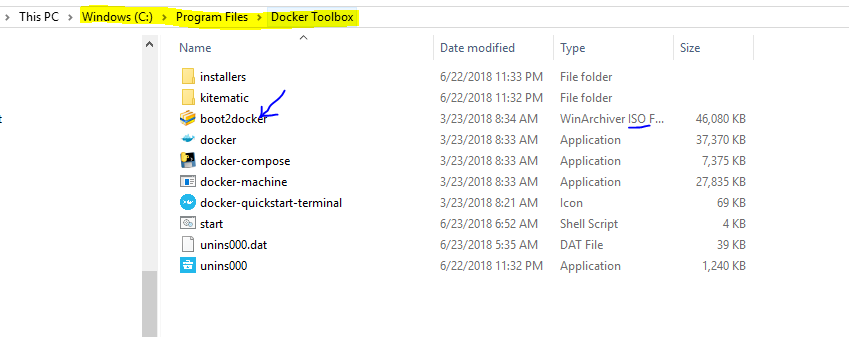 This PC > Windows (C:) > Program Files > Docker Toolbox
Name Date modified Type Size
installers 6/22/2018 11:33 PM File folder
kitematic 6/22/2018 11:32 PM File folder
boot2docker 3/23/2018 8:34 AM WinArchiver ISO F... 46,080 KB
docker 3/23/2018 8:33 AM Application 37,370 KB
docker-compose 3/23/2018 8:33 AM Application 7,375 KB
docker-machine 3/23/2018 8:33 AM Application 27,835 KB
docker-quickstart-terminal 3/23/2018 8:21 AM Icon 69 KB
start 6/23/2018 6:52 AM Shell Script 4 KB
unins000.dat 6/23/2018 5:35 AM DAT File 39 KB
unins000 6/22/2018 11:32 PM Application 1,240 KB